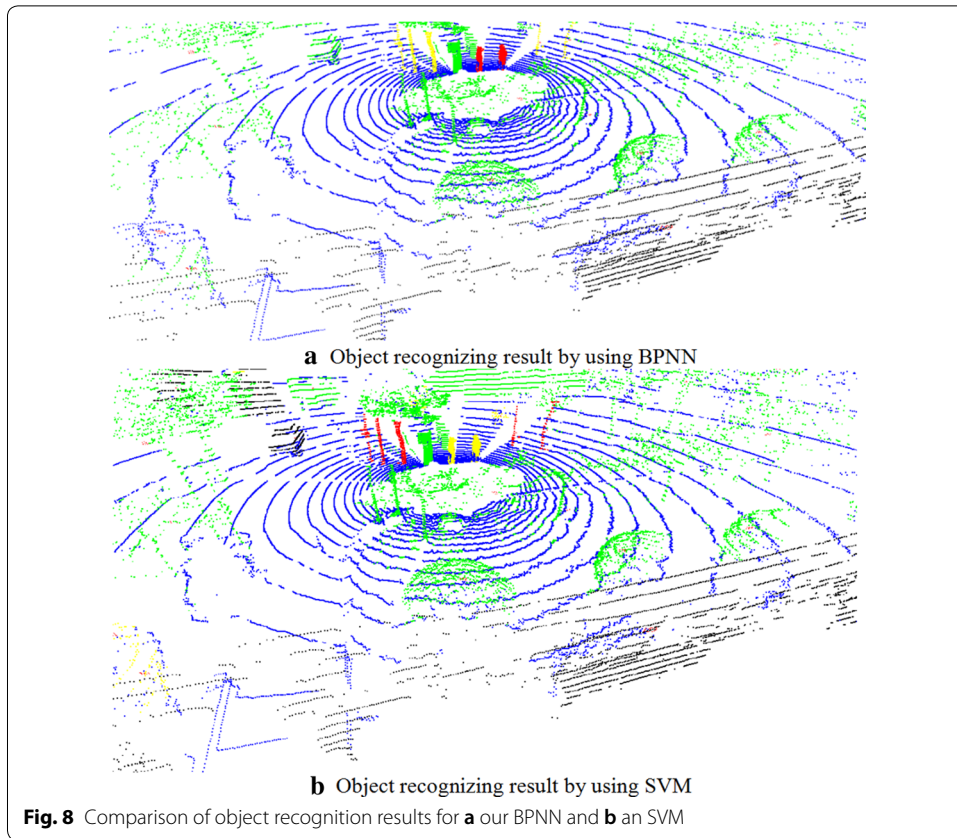 a Object recognizing result by using BPNN
b Object recognizing result by using SVM
Fig. 8 Comparison of object recognition results for a our BPNN and b an SVM